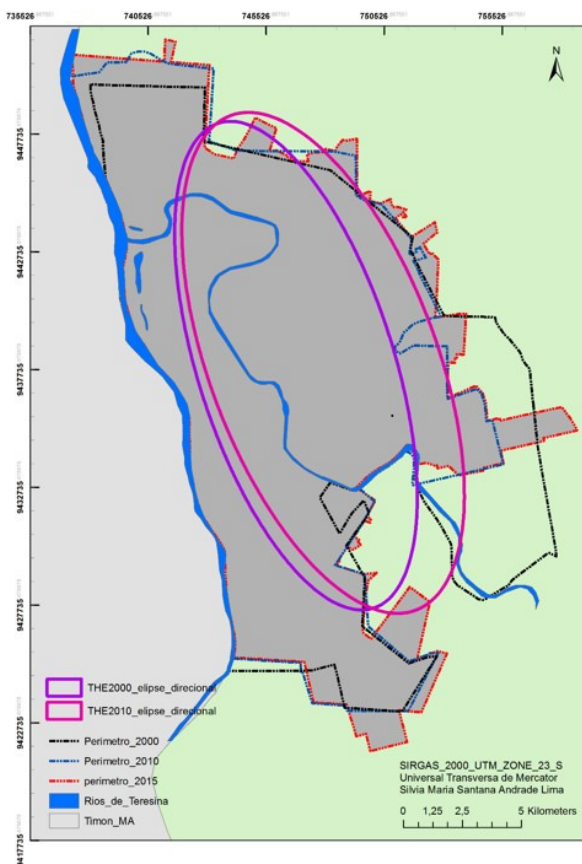 735526 740526 745526 750526 755526
N
9447735
9442735
9437735
9432735
9427735
9422735
9417735
THE2000_elipse_direcional
THE2010_elipse_direcional
Perimetro_2000
Perimetro_2010
perimetro_2015
Rios_de_Teresina
Timon_MA
SIRGAS_2000_UTM_ZONE_23_S
Universal Transversa de Mercator
Silvia Maria Santana Andrade Lima
0 1,25 2,5 5 Kilometers